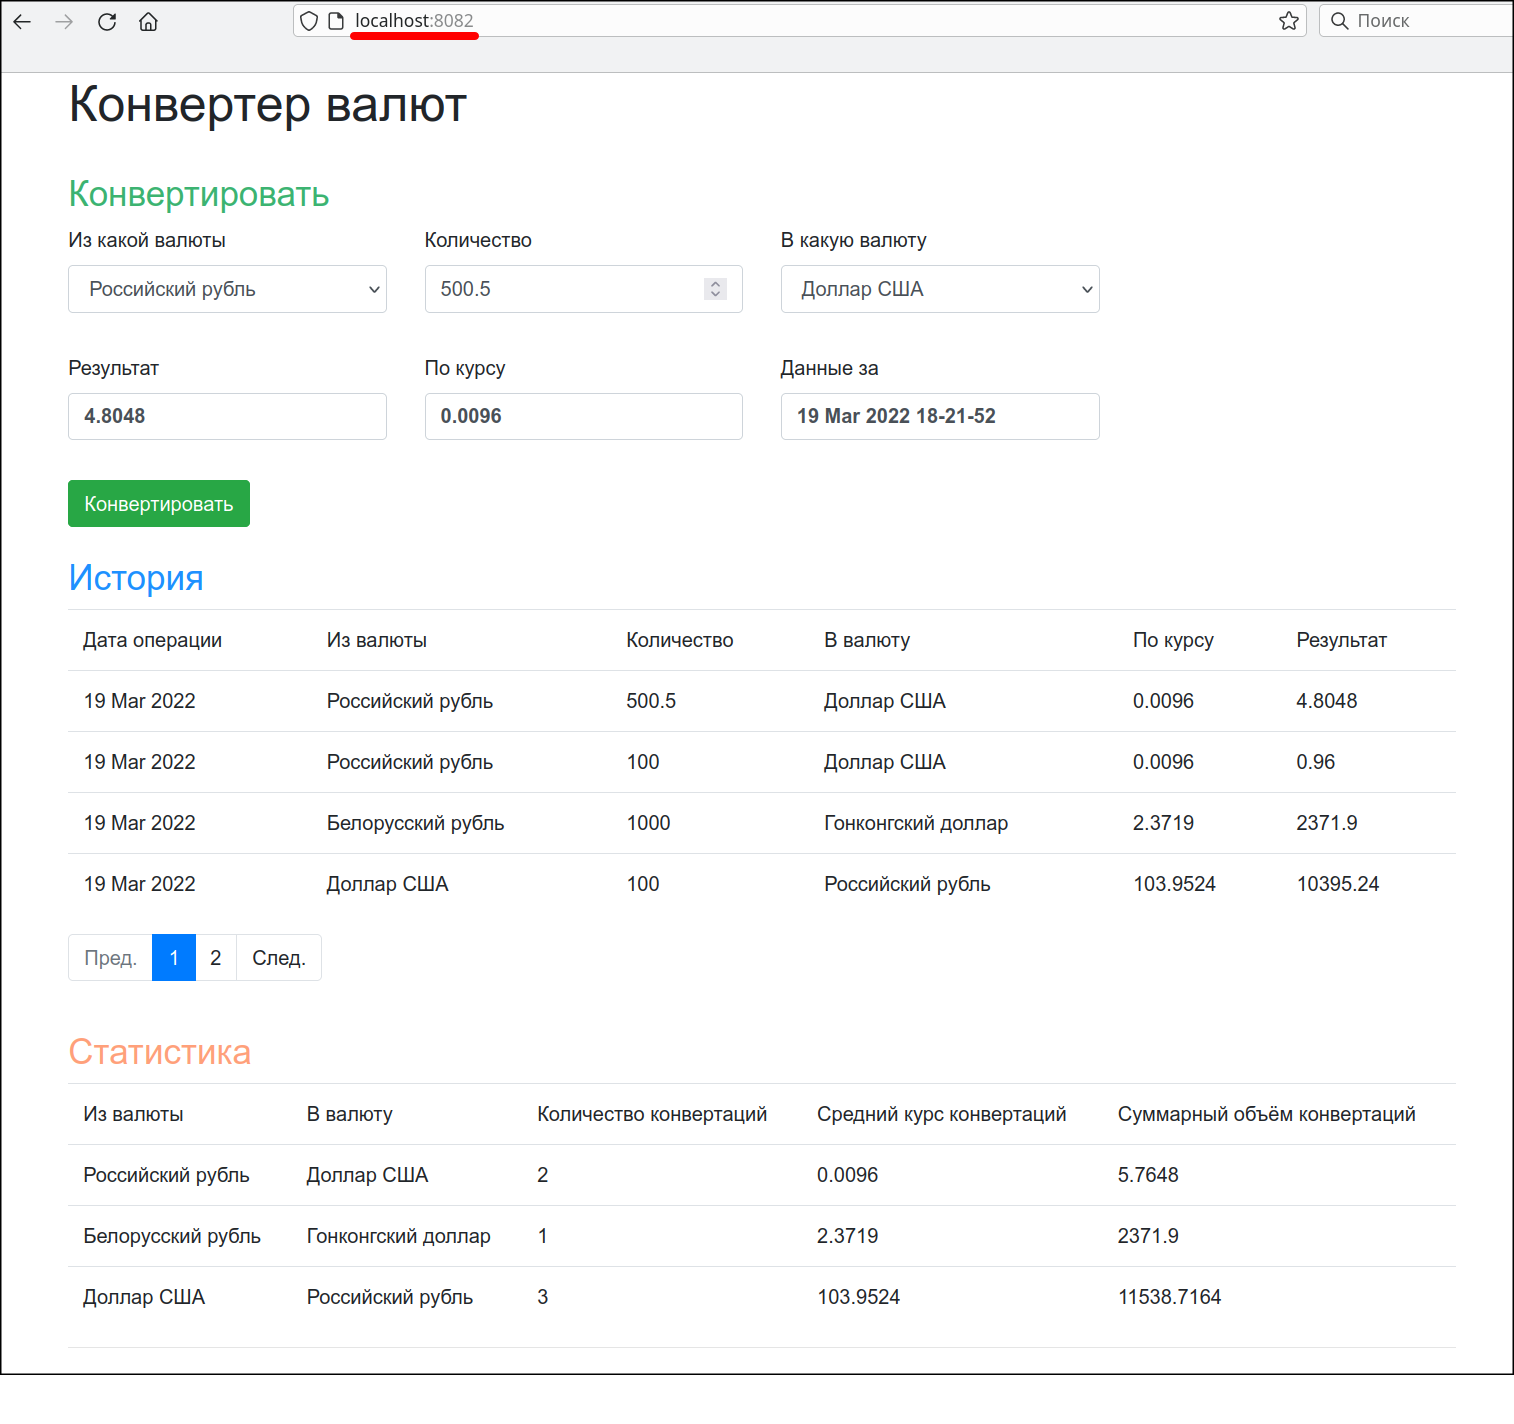 localhost:8082 Поиск
Конвертер валют
Конвертировать
Из какой валюты Количество В какую валюту
Российский рубль 500.5 Доллар США
Результат По курсу Данные за
4.8048 0.0096 19 Mar 2022 18-21-52
Конвертировать
История
Дата операции Из валюты Количество В валюту По курсу Результат
19 Mar 2022 Российский рубль 500.5 Доллар США 0.0096 4.8048
19 Mar 2022 Российский рубль 100 Доллар США 0.0096 0.96
19 Mar 2022 Белорусский рубль 1000 Гонконгский доллар 2.3719 2371.9
19 Mar 2022 Доллар США 100 Российский рубль 103.9524 10395.24
Пред. 1 2 След.
Статистика
Из валюты В валюту Количество конвертаций Средний курс конвертаций Суммарный объём конвертаций
Российский рубль Доллар США 2 0.0096 5.7648
Белорусский рубль Гонконгский доллар 1 2.3719 2371.9
Доллар США Российский рубль 3 103.9524 11538.7164